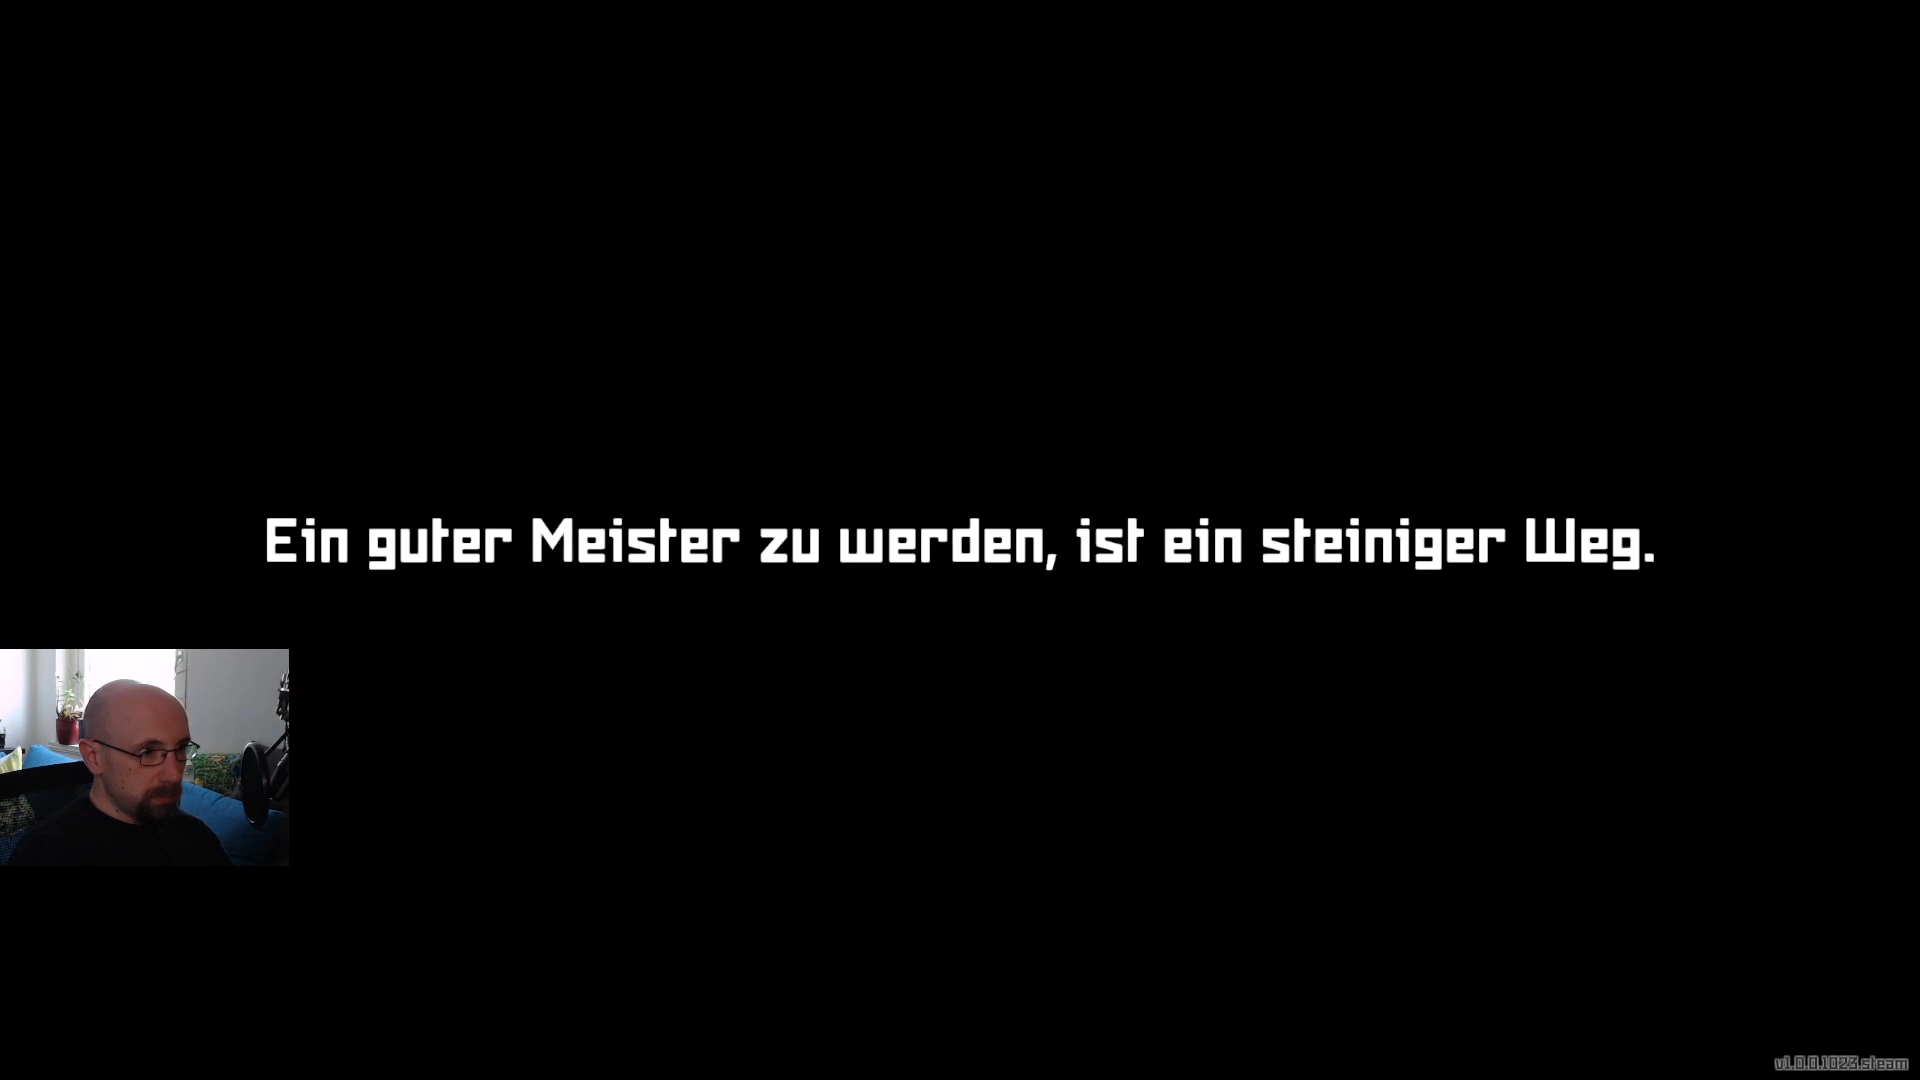 Ein guter Meister zu werden, ist ein steiniger Weg.
v1.0.0.1023.steam